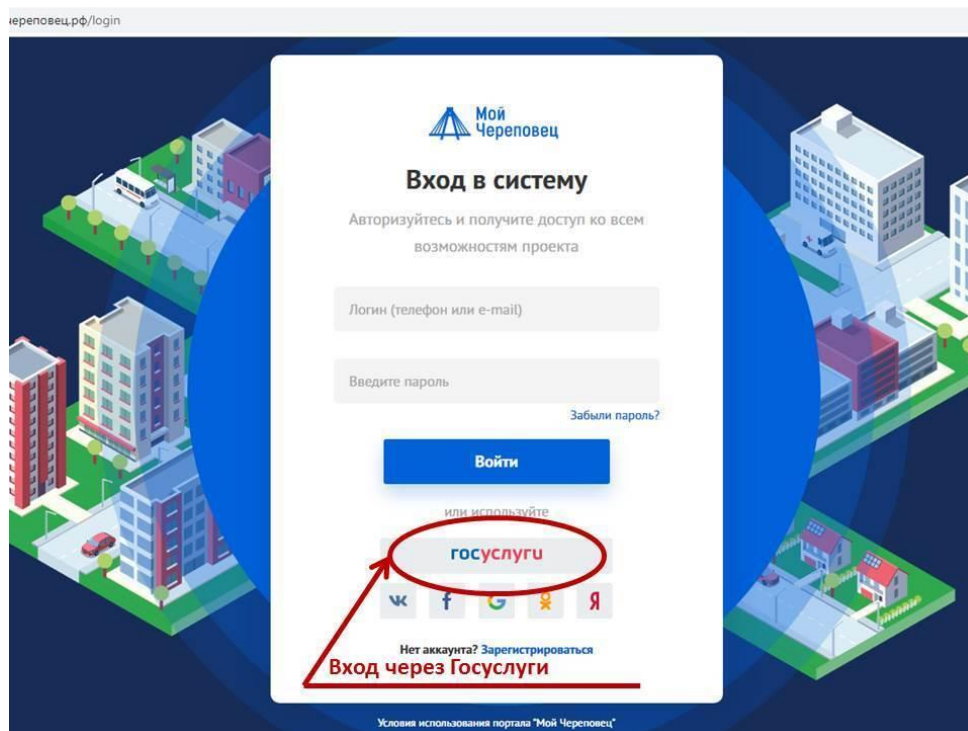 череповец.рф/login
Мой
Череповец
Вход в систему
Авторизуйтесь и получите доступ ко всем
возможностям проекта
Логин (телефон или e-mail)
Введите пароль
Забыли пароль?
Войти
или используйте
госуслуги
Нет аккаунта? Зарегистрироваться
Вход через Госуслуги
Условия использования портала "Мой Череповец"